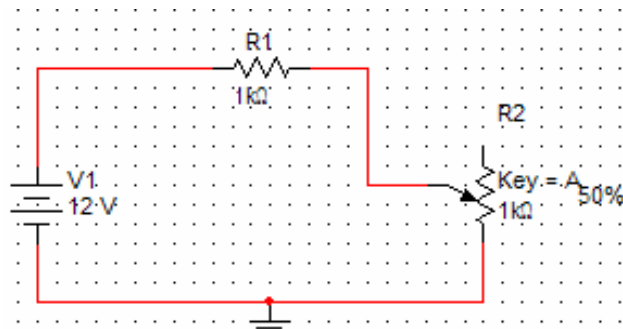 R1
1kΩ
R2
V1
12 V
Key = A
50%
1kΩ